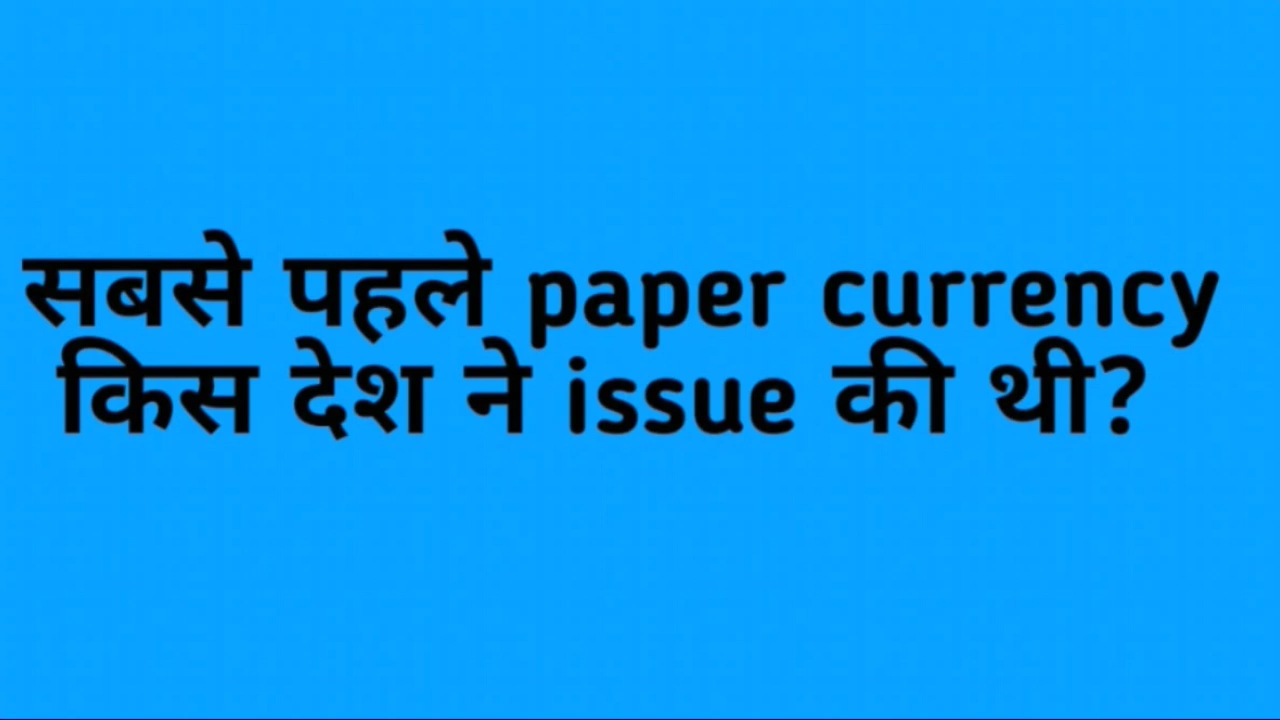 सबसे पहले paper currency
किस देश ने issue की थी?